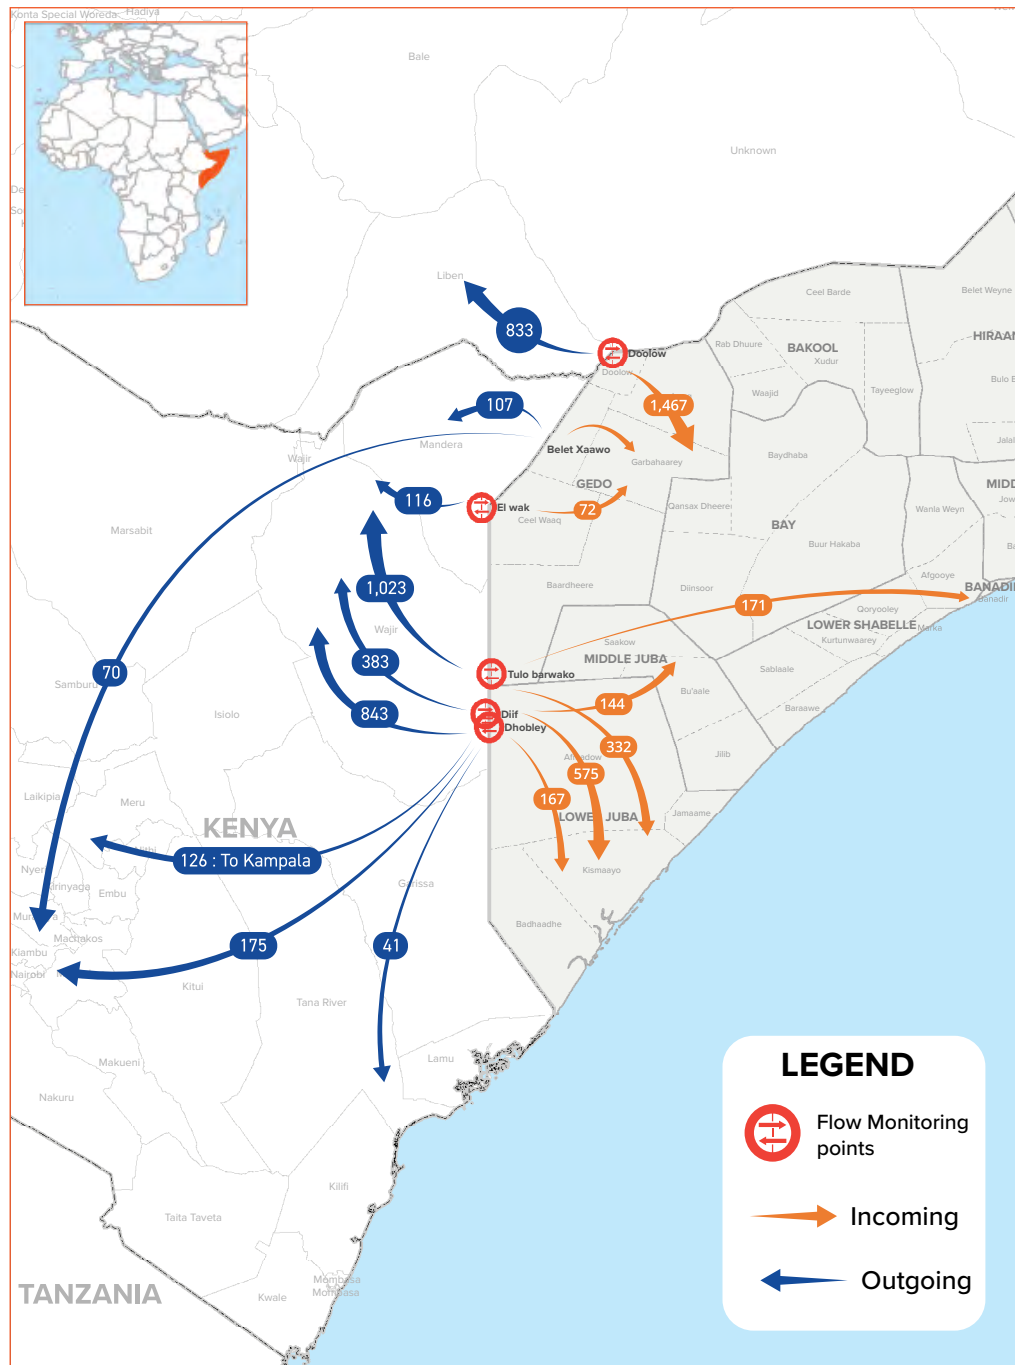 Konta Special Woreda
Hadiya
Bale
Unknown
Liben
Ceel Barde
Belet Weyne
833
Doolow
Doolow
Rab Dhuure
BAKOOL
Xudur
HIRAAN
Waajid
Tayeeglow
Bulo
1,467
107
Mandera
Belet Xaawo
Garbahaarey
Baydhaba
Jalal
Wajir
GEDO
116
El wak
72
Ceel Waaq
Qansax Dheere
Wanla Weyn
MIDD
Jow
BAY
Marsabit
Buur Hakaba
Afgooye
1,023
Baardheere
Diinsoor
BANADIR
Banadir
171
Qoryooley
LOWER SHABELLE
Marka
Kurtunwaarey
Wajir
Saakow
MIDDLE JUBA
383
70
Tulo barwako
Sablaale
Samburu
Bu'aale
144
Baraawe
843
Isiolo
Diif
Dhobley
332
Jilib
575
167
Laikipia
Meru
Jamaame
KENYA
LOWER JUBA
126 : To Kampala
Kismaayo
Nyeri
Kirinyaga
Embu
Garissa
Badhaadhe
Machakos
175
41
Kiambu
Nairobi
Kitui
Tana River
Makueni
Lamu
Nakuru
LEGEND
Flow Monitoring
points
Kilifi
Taita Taveta
Incoming
Mombasa
Mombasa
Outgoing
TANZANIA
Kwale